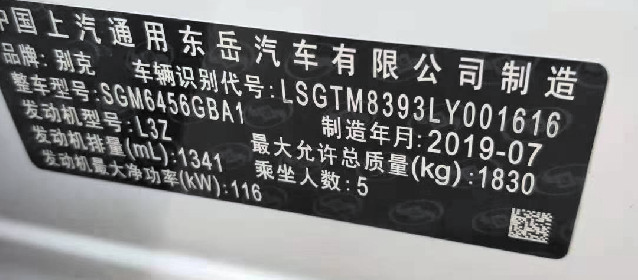 中国上汽通用东岳汽车有限公司制造
品牌:别克 车辆识别代号:LSGTM8393LY001616
整车型号:SGM6456GBA1 制造年月:2019-07
发动机型号:L3Z 最大允许总质量(kg):1830
发动机排量(mL):1341 乘坐人数:5
发动机最大净功率(kW):116